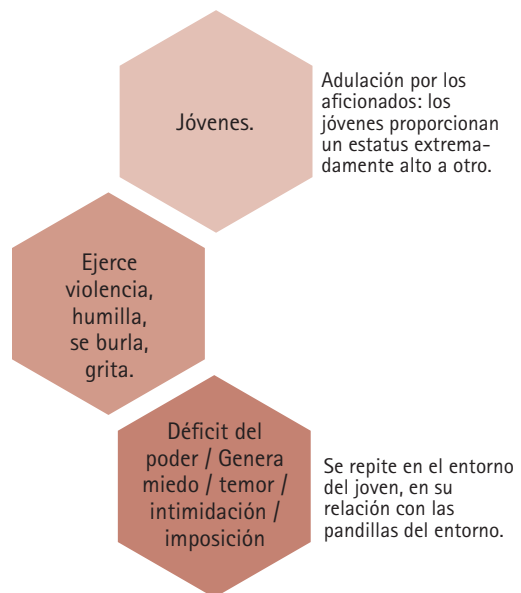 Jóvenes.
Adulación por los
aficionados: los
jóvenes proporcionan
un estatus extrema-
damente alto a otro.
Ejerce
violencia,
humilla,
se burla,
grita.
Déficit del
poder / Genera
miedo / temor /
intimidación /
imposición
Se repite en el entorno
del joven, en su
relación con las
pandillas del entorno.